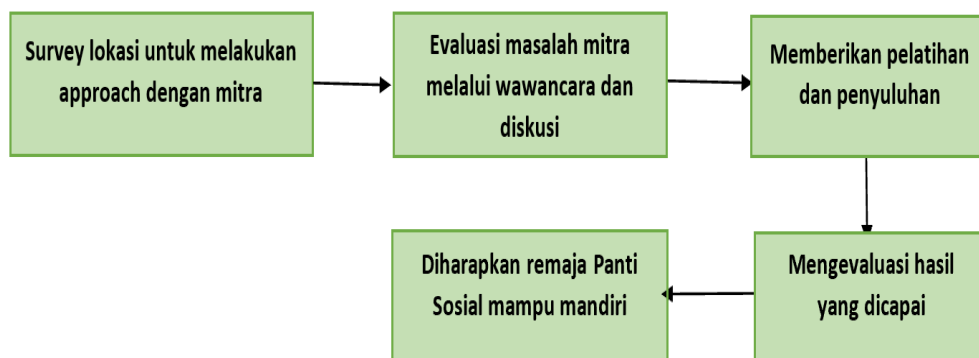 Survey lokasi untuk melakukan
approach dengan mitra
Evaluasi masalah mitra
melalui wawancara dan
diskusi
Memberikan pelatihan
dan penyuluhan
Mengevaluasi hasil
yang dicapai
Diharapkan remaja Panti
Sosial mampu mandiri